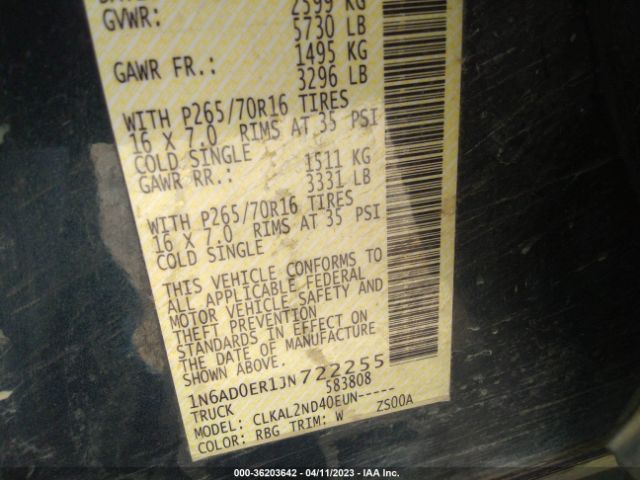 2599 KG
GVWR: 5730 LB
1495 KG
GAWR FR.: 3296 LB
WITH P265/70R16 TIRES
16 X 7.0 RIMS AT 35 PSI
COLD SINGLE
1511 KG
GAWR RR.: 3331 LB
WITH P265/70R16 TIRES
16 X 7.0 RIMS AT 35 PSI
COLD SINGLE
THIS VEHICLE CONFORMS TO
ALL APPLICABLE FEDERAL
MOTOR VEHICLE SAFETY AND
THEFT PREVENTION
STANDARDS IN EFFECT ON
THE DATE OF MANUFACTURE
SHOWN ABOVE.
1N6AD0ER1JN722255
TRUCK 583808
MODEL: CLKAL2ND40EUN-----
COLOR: RBG TRIM: W ZS00A
000-36203642 - 04/11/2023 - IAA Inc.